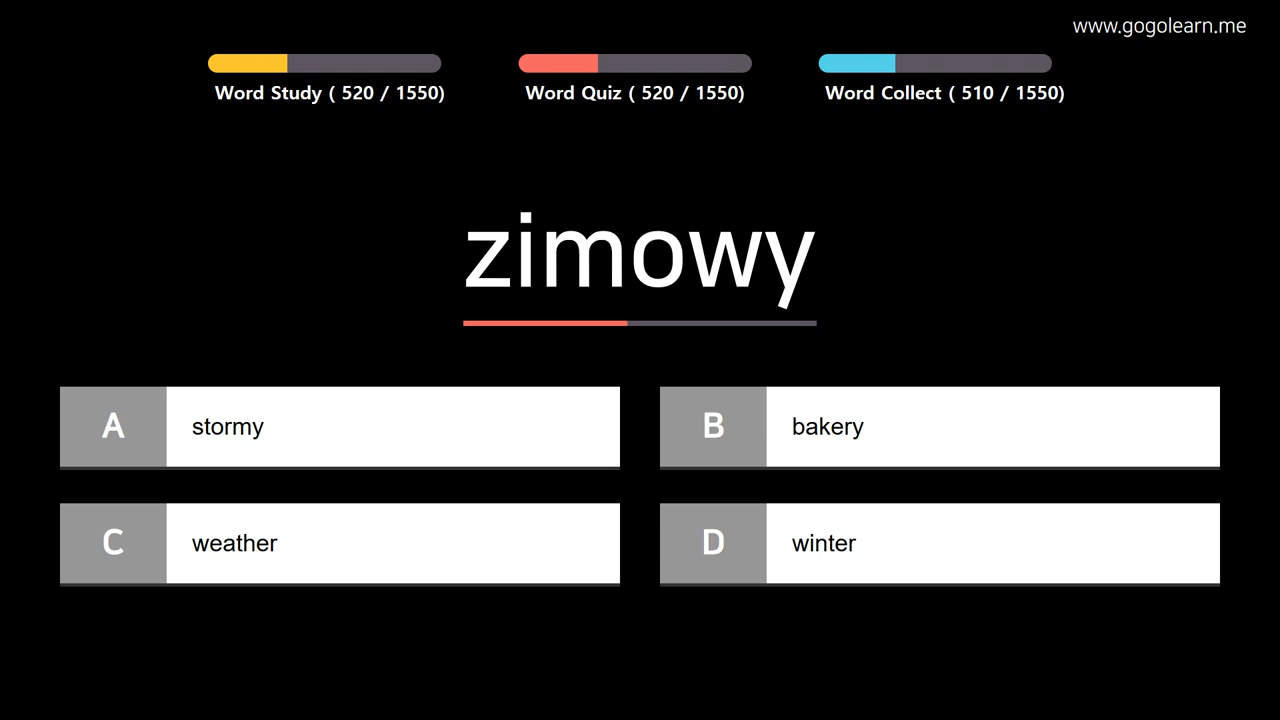 www.gogolearn.me
Word Study ( 520 / 1550)
Word Quiz ( 520 / 1550)
Word Collect ( 510 / 1550)
zimowy
A stormy
B bakery
C weather
D winter